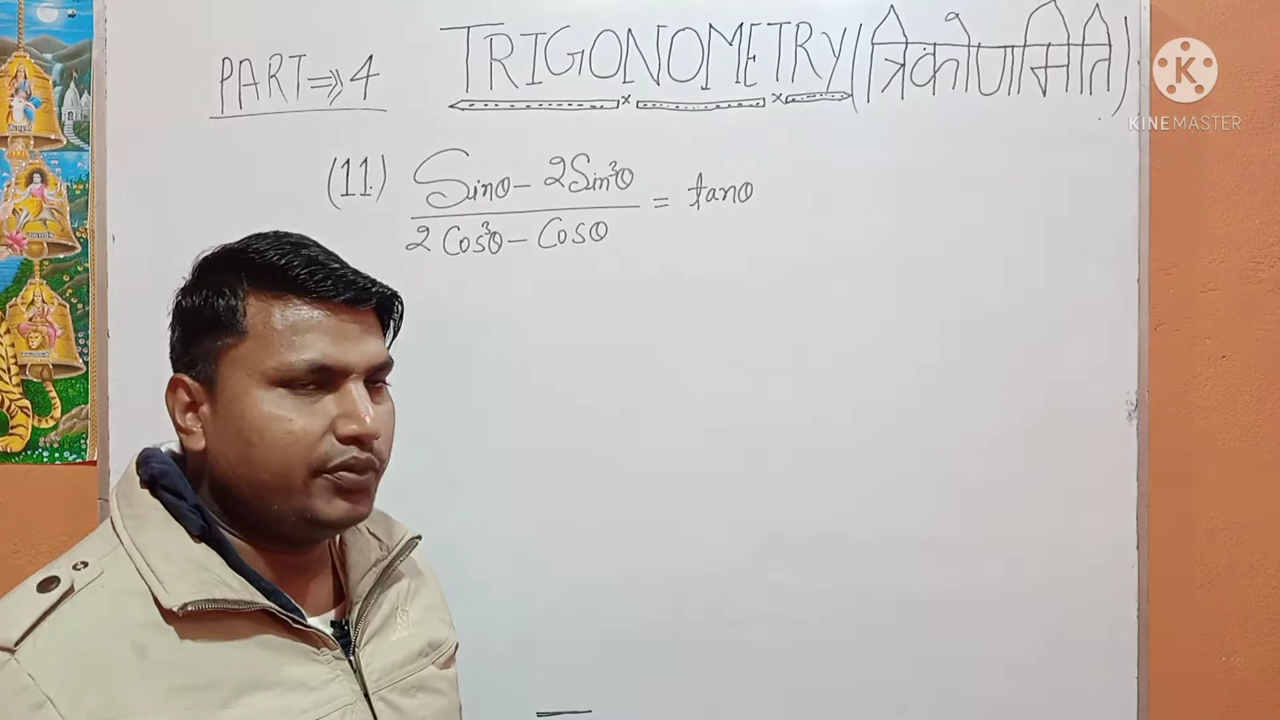 PART ⇒ 4 TRIGONOMETRY (त्रिकोणमिति)
K
KINEMASTER
(11.) Sinθ - 2Sin³θ / 2Cos³θ - Cosθ = tanθ